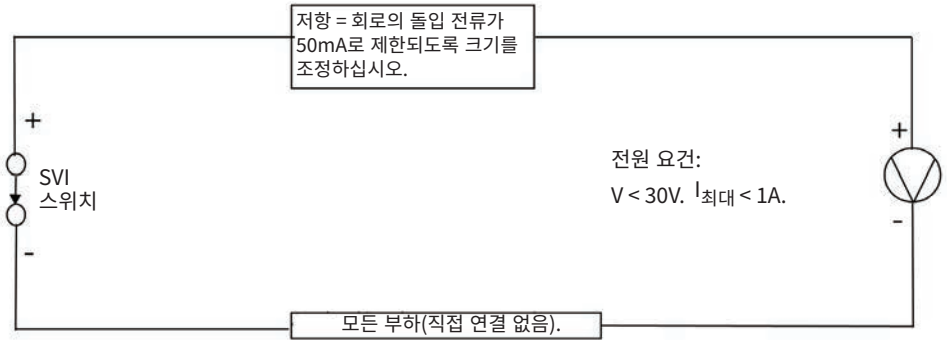 저항 = 회로의 돌입 전류가
50mA로 제한되도록 크기를
조정하십시오.
+
+
SVI
스위치
전원 요건:
V < 30V. I최대 < 1A.
V
-
-
모든 부하(직접 연결 없음).